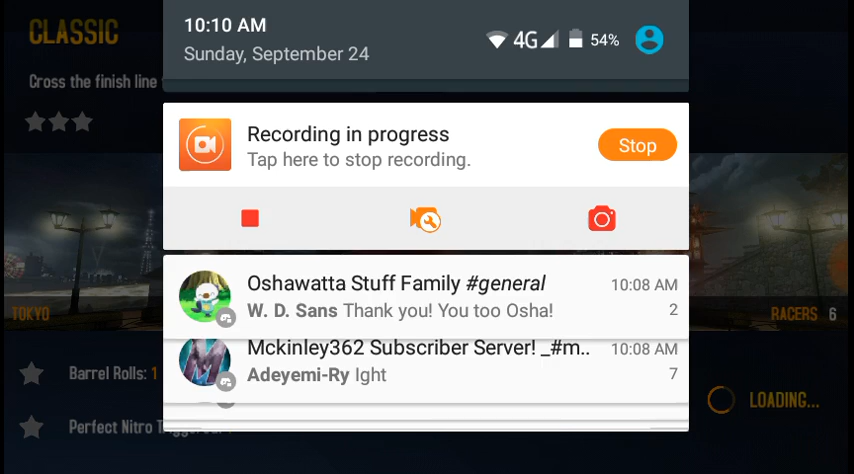 CLASSIC
Cross the finish line
10:10 AM
Sunday, September 24
4G
54%
Recording in progress
Tap here to stop recording.
Stop
Oshawatta Stuff Family #general
10:08 AM
W. D. Sans Thank you! You too Osha!
2
Mckinley362 Subscriber Server! _#m..
10:08 AM
Adeyemi-Ry Ight
7
TOKYO
RACERS 6
Barrel Rolls: 1
Perfect Nitro
LOADING...